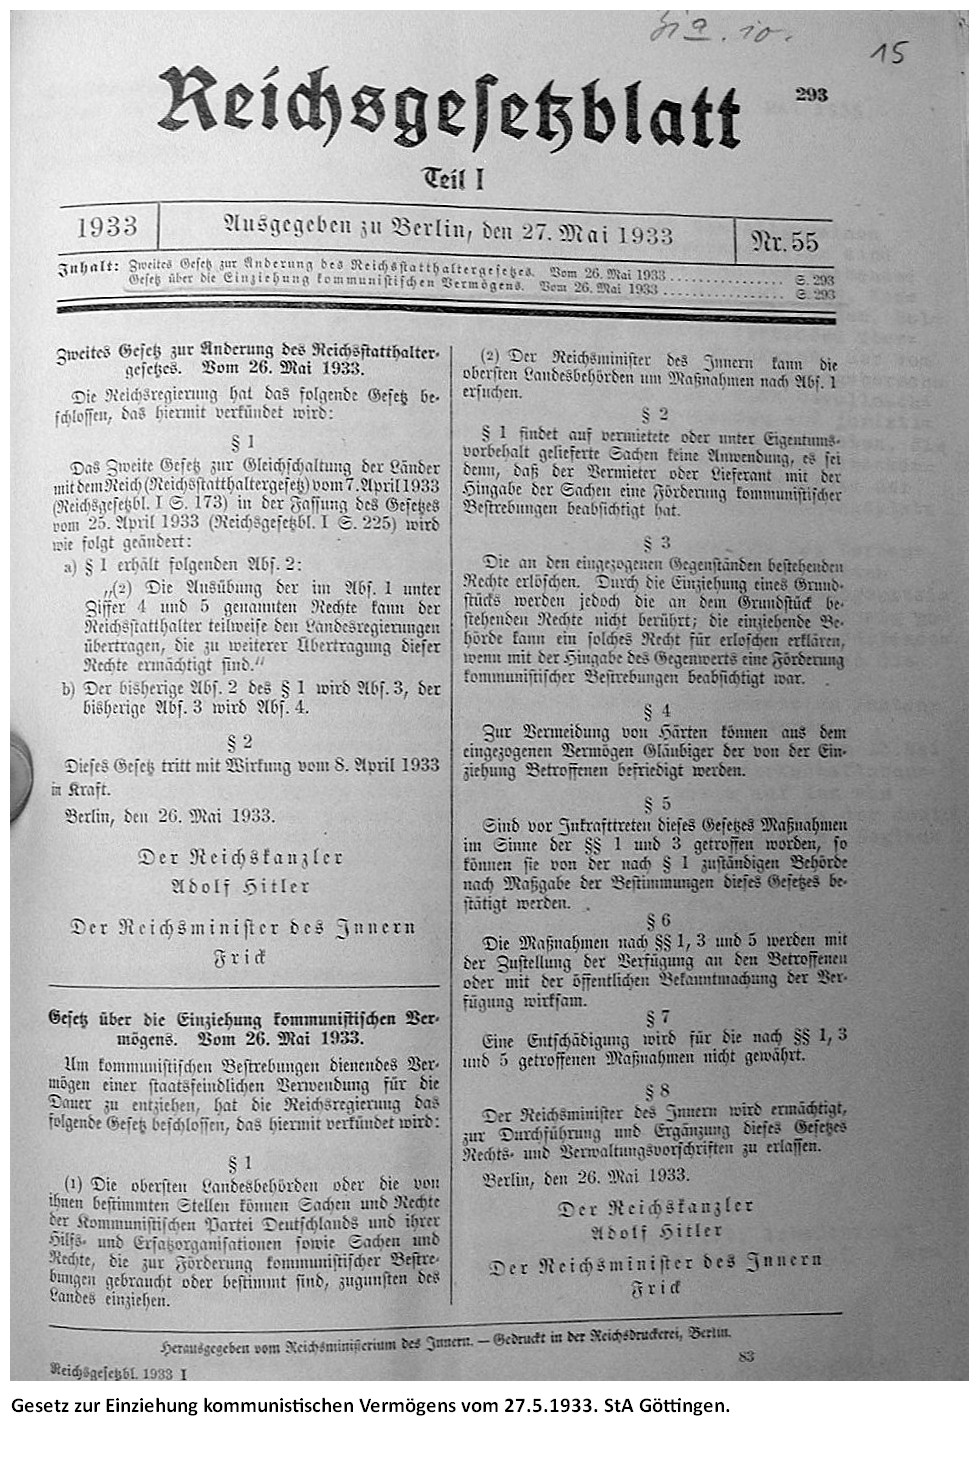 15
293
Reichsgesetzblatt
Teil I
1933
Ausgegeben zu Berlin, den 27. Mai 1933
Nr. 55
Inhalt: Zweites Gesetz zur Änderung des Reichsstatthaltergesetzes. Vom 26. Mai 1933 ................ S. 293
Gesetz über die Einziehung kommunistischen Vermögens. Vom 26. Mai 1933 ................ S. 293
Zweites Gesetz zur Änderung des Reichsstatthalter-
gesetzes. Vom 26. Mai 1933.
Die Reichsregierung hat das folgende Gesetz be-
schlossen, das hiermit verkündet wird:
§ 1
Das Zweite Gesetz zur Gleichschaltung der Länder
mit dem Reich (Reichsstatthaltergesetz) vom 7. April 1933
(Reichsgesetzbl. I S. 173) in der Fassung des Gesetzes
vom 25. April 1933 (Reichsgesetzbl. I S. 225) wird
wie folgt geändert:
a) § 1 erhält folgenden Abs. 2:
„(2) Die Ausübung der im Abs. 1 unter
Ziffer 4 und 5 genannten Rechte kann der
Reichsstatthalter teilweise den Landesregierungen
übertragen, die zu weiterer Übertragung dieser
Rechte ermächtigt sind.“
b) Der bisherige Abs. 2 des § 1 wird Abs. 3, der
bisherige Abs. 3 wird Abs. 4.
§ 2
Dieses Gesetz tritt mit Wirkung vom 8. April 1933
in Kraft.
Berlin, den 26. Mai 1933.
Der Reichskanzler
Adolf Hitler
Der Reichsminister des Innern
Frick
Gesetz über die Einziehung kommunistischen Ver-
mögens. Vom 26. Mai 1933.
Um kommunistischen Bestrebungen dienendes Ver-
mögen einer staatsfeindlichen Verwendung für die
Dauer zu entziehen, hat die Reichsregierung das
folgende Gesetz beschlossen, das hiermit verkündet wird:
§ 1
(1) Die obersten Landesbehörden oder die von
ihnen bestimmten Stellen können Sachen und Rechte
der Kommunistischen Partei Deutschlands und ihrer
Hilfs- und Ersatzorganisationen sowie Sachen und
Rechte, die zur Förderung kommunistischer Bestre-
bungen gebraucht oder bestimmt sind, zugunsten des
Landes einziehen.
(2) Der Reichsminister des Innern kann die
obersten Landesbehörden um Maßnahmen nach Abs. 1
ersuchen.
§ 2
§ 1 findet auf vermietete oder unter Eigentums-
vorbehalt gelieferte Sachen keine Anwendung, es sei
denn, daß der Vermieter oder Lieferant mit der
Hingabe der Sachen eine Förderung kommunistischer
Bestrebungen beabsichtigt hat.
§ 3
Die an den eingezogenen Gegenständen bestehenden
Rechte erlöschen. Durch die Einziehung eines Grund-
stücks werden jedoch die an dem Grundstück be-
stehenden Rechte nicht berührt; die einziehende Be-
hörde kann ein solches Recht für erloschen erklären,
wenn mit der Hingabe des Gegenwerts eine Förderung
kommunistischer Bestrebungen beabsichtigt war.
§ 4
Zur Vermeidung von Härten können aus dem
eingezogenen Vermögen Gläubiger der von der Ein-
ziehung Betroffenen befriedigt werden.
§ 5
Sind vor Inkrafttreten dieses Gesetzes Maßnahmen
im Sinne der §§ 1 und 3 getroffen worden, so
können sie von der nach § 1 zuständigen Behörde
nach Maßgabe der Bestimmungen dieses Gesetzes be-
stätigt werden.
§ 6
Die Maßnahmen nach §§ 1, 3 und 5 werden mit
der Zustellung der Verfügung an den Betroffenen
oder mit der öffentlichen Bekanntmachung der Ver-
fügung wirksam.
§ 7
Eine Entschädigung wird für die nach §§ 1, 3
und 5 getroffenen Maßnahmen nicht gewährt.
§ 8
Der Reichsminister des Innern wird ermächtigt,
zur Durchführung und Ergänzung dieses Gesetzes
Rechts- und Verwaltungsvorschriften zu erlassen.
Berlin, den 26. Mai 1933.
Der Reichskanzler
Adolf Hitler
Der Reichsminister des Innern
Frick
Herausgegeben vom Reichsministerium des Innern. — Gedruckt in der Reichsdruckerei, Berlin.
Reichsgesetzbl. 1933 I
83
Gesetz zur Einziehung kommunistischen Vermögens vom 27.5.1933. StA Göttingen.